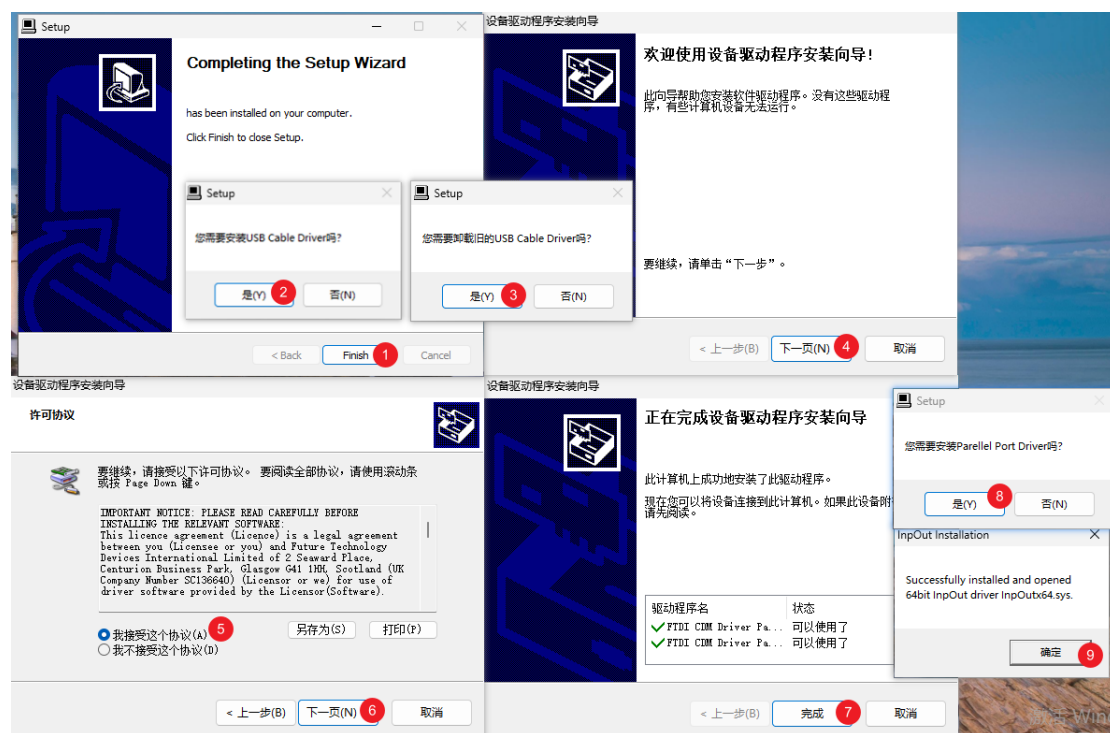 Setup
Completing the Setup Wizard
has been installed on your computer.
Click Finish to close Setup.
Setup
您需要安装USB Cable Driver吗?
是(Y)
2
否(N)
Setup
您需要卸载旧的USB Cable Driver吗?
是(Y)
3
否(N)
< Back
Finish
1
Cancel
设备驱动程序安装向导
欢迎使用设备驱动程序安装向导!
此向导帮助您安装软件驱动程序。没有这些驱动程
序，有些计算机设备无法运行。
要继续，请单击“下一步”。
< 上一步(B)
下一页(N)
4
取消
设备驱动程序安装向导
许可协议
要继续，请接受以下许可协议。 要阅读全部协议，请使用滚动条
或按 Page Down 键。
IMPORTANT NOTICE: PLEASE READ CAREFULLY BEFORE
INSTALLING THE RELEVANT SOFTWARE:
This licence agreement (Licence) is a legal agreement
between you (Licensee or you) and Future Technology
Devices International Limited of 2 Seaward Place,
Centurion Business Park, Glasgow G41 1HH, Scotland (UK
Company Number SC136640) (Licensor or we) for use of
driver software provided by the Licensor(Software).
我接受这个协议(A)
5
我不接受这个协议(D)
另存为(S)
打印(P)
< 上一步(B)
下一页(N)
6
取消
设备驱动程序安装向导
正在完成设备驱动程序安装向导
此计算机上成功地安装了此驱动程序。
现在您可以将设备连接到此计算机。如果此设备附
请先阅读。
驱动程序名
状态
FTDI CDM Driver Pa...
可以使用了
FTDI CDM Driver Pa...
可以使用了
< 上一步(B)
完成
7
取消
Setup
您需要安装Parellel Port Driver吗?
是(Y)
8
否(N)
InpOut Installation
Successfully installed and opened
64bit InpOut driver InpOutx64.sys.
确定
9
激活 Wind